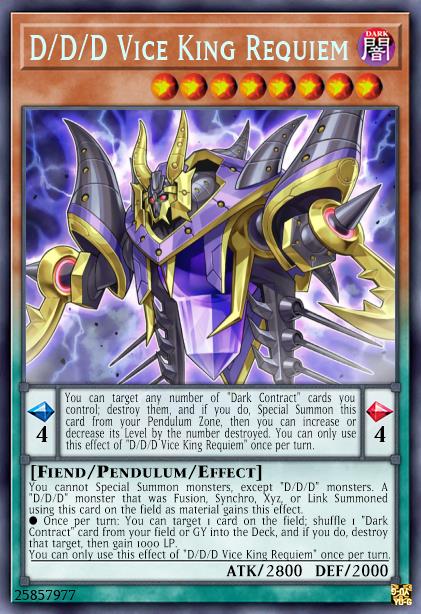 D/D/D Vice King Requiem
DARK
闇
You can target any number of "Dark Contract" cards you
control; destroy them, and if you do, Special Summon this
card from your Pendulum Zone, then you can increase or
decrease its Level by the number destroyed. You can only use
this effect of "D/D/D Vice King Requiem" once per turn.
4
4
[Fiend/Pendulum/Effect]
You cannot Special Summon monsters, except "D/D/D" monsters. A
"D/D/D" monster that was Fusion, Synchro, Xyz, or Link Summoned
using this card on the field as material gains this effect.
● Once per turn: You can target 1 card on the field; shuffle 1 "Dark
Contract" card from your field or GY into the Deck, and if you do, destroy
that target, then gain 1000 LP.
You can only use this effect of "D/D/D Vice King Requiem" once per turn.
ATK/2800 DEF/2000
25857977